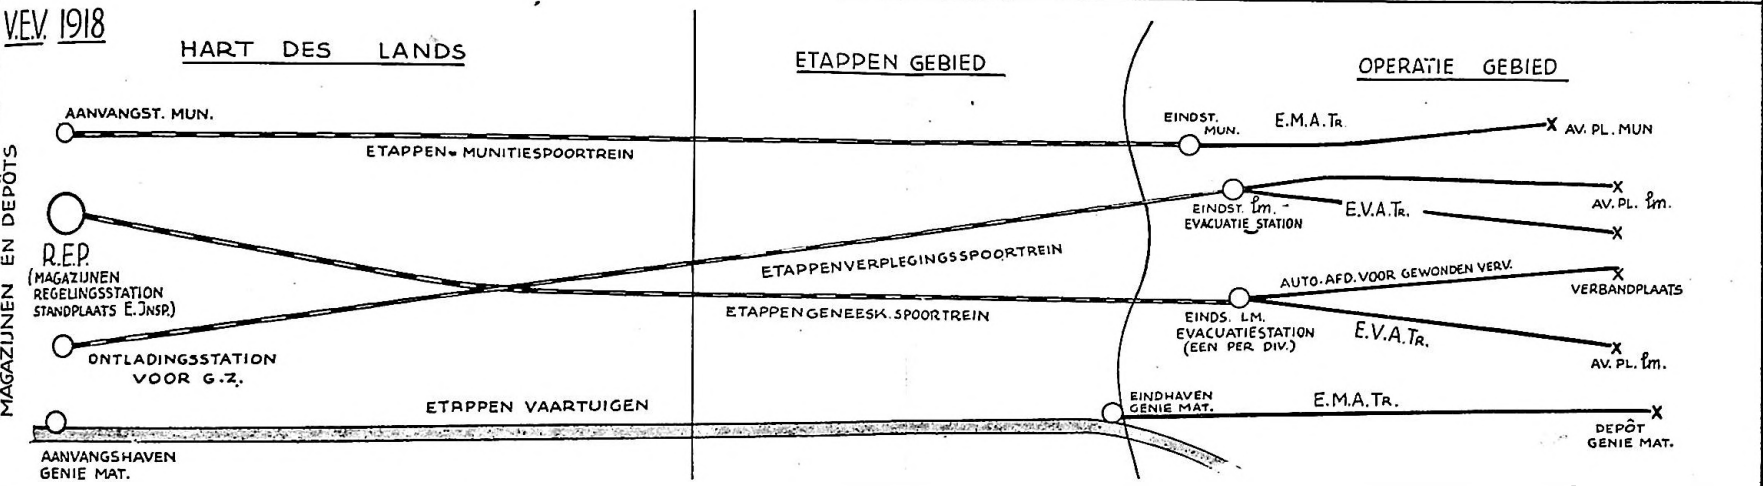 V.E.V. 1918
HART DES LANDS
ETAPPEN GEBIED
OPERATIE GEBIED
MAGAZIJNEN EN DEPÔTS
AANVANGST. MUN.
ETAPPEN- MUNITIESPOORTREIN
EINDST.
MUN.
E.M.A.TR.
AV. PL. MUN
R.E.P.
(MAGAZIJNEN
REGELINGSSTATION
STANDPLAATS E.INSP.)
ETAPPENVERPLEGINGSSPOORTREIN
EINDST. lm. -
EVACUATIE STATION
E.V.A.TR.
AV. PL. lm.
ONTLADINGSSTATION
VOOR G.Z.
ETAPPENGENEESK.SPOORTREIN
EINDS. LM.
EVACUATIESTATION
(EEN PER DIV.)
AUTO.AFD.VOOR GEWONDEN VERV.
VERBANDPLAATS
E.V.A.TR.
AV. PL. lm.
AANVANGSHAVEN
GENIE MAT.
ETAPPEN VAARTUIGEN
EINDHAVEN
GENIE MAT.
E.M.A.TR.
DEPÔT
GENIE MAT.